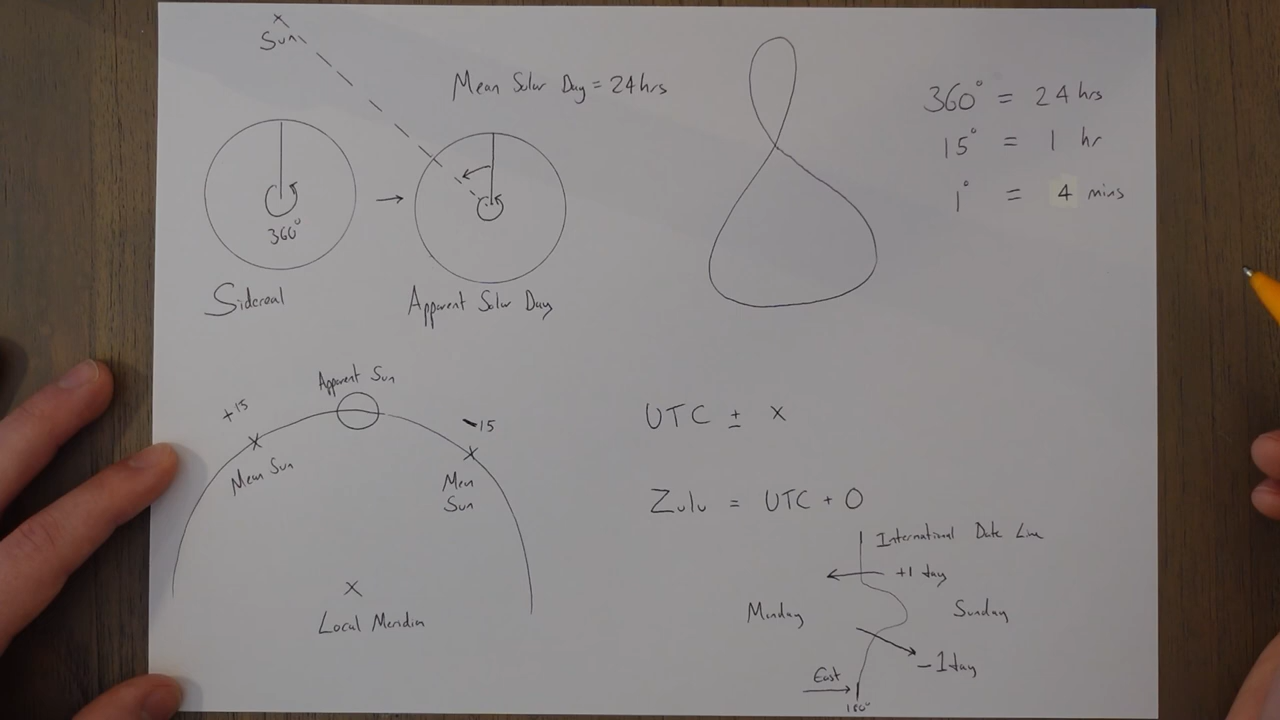 Sun
Mean Solar Day = 24hrs
360°
Sidereal
Apparent Solar Day
360° = 24 hrs
15° = 1 hr
1° = 4 mins
Apparent Sun
+15
-15
Mean Sun
Mean
Sun
x
Local Meridian
UTC ± x
Zulu = UTC + 0
International Date Line
+1 day
Monday
Sunday
-1 day
East
180°